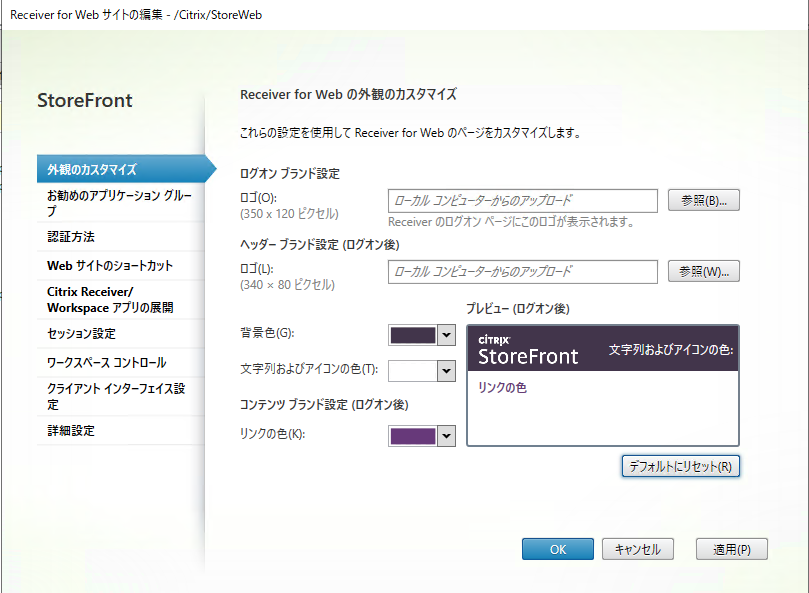 Receiver for Web サイトの編集 - /Citrix/StoreWeb
StoreFront
外観のカスタマイズ
お勧めのアプリケーション グルー
プ
認証方法
Web サイトのショートカット
Citrix Receiver/
Workspace アプリの展開
セッション設定
ワークスペース コントロール
クライアント インターフェイス設
定
詳細設定
Receiver for Web の外観のカスタマイズ
これらの設定を使用して Receiver for Web のページをカスタマイズします。
ログオン ブランド設定
ロゴ(O):
(350 x 120 ピクセル)
ローカル コンピューターからのアップロード
参照(B)...
Receiver のログオン ページにこのロゴが表示されます。
ヘッダー ブランド設定 (ログオン後)
ロゴ(L):
(340 × 80 ピクセル)
ローカル コンピューターからのアップロード
参照(W)...
プレビュー (ログオン後)
背景色(G):
文字列およびアイコンの色(T):
コンテンツ ブランド設定 (ログオン後)
リンクの色(K):
CITRIX
StoreFront
文字列およびアイコンの色:
リンクの色
デフォルトにリセット(R)
OK
キャンセル
適用(P)